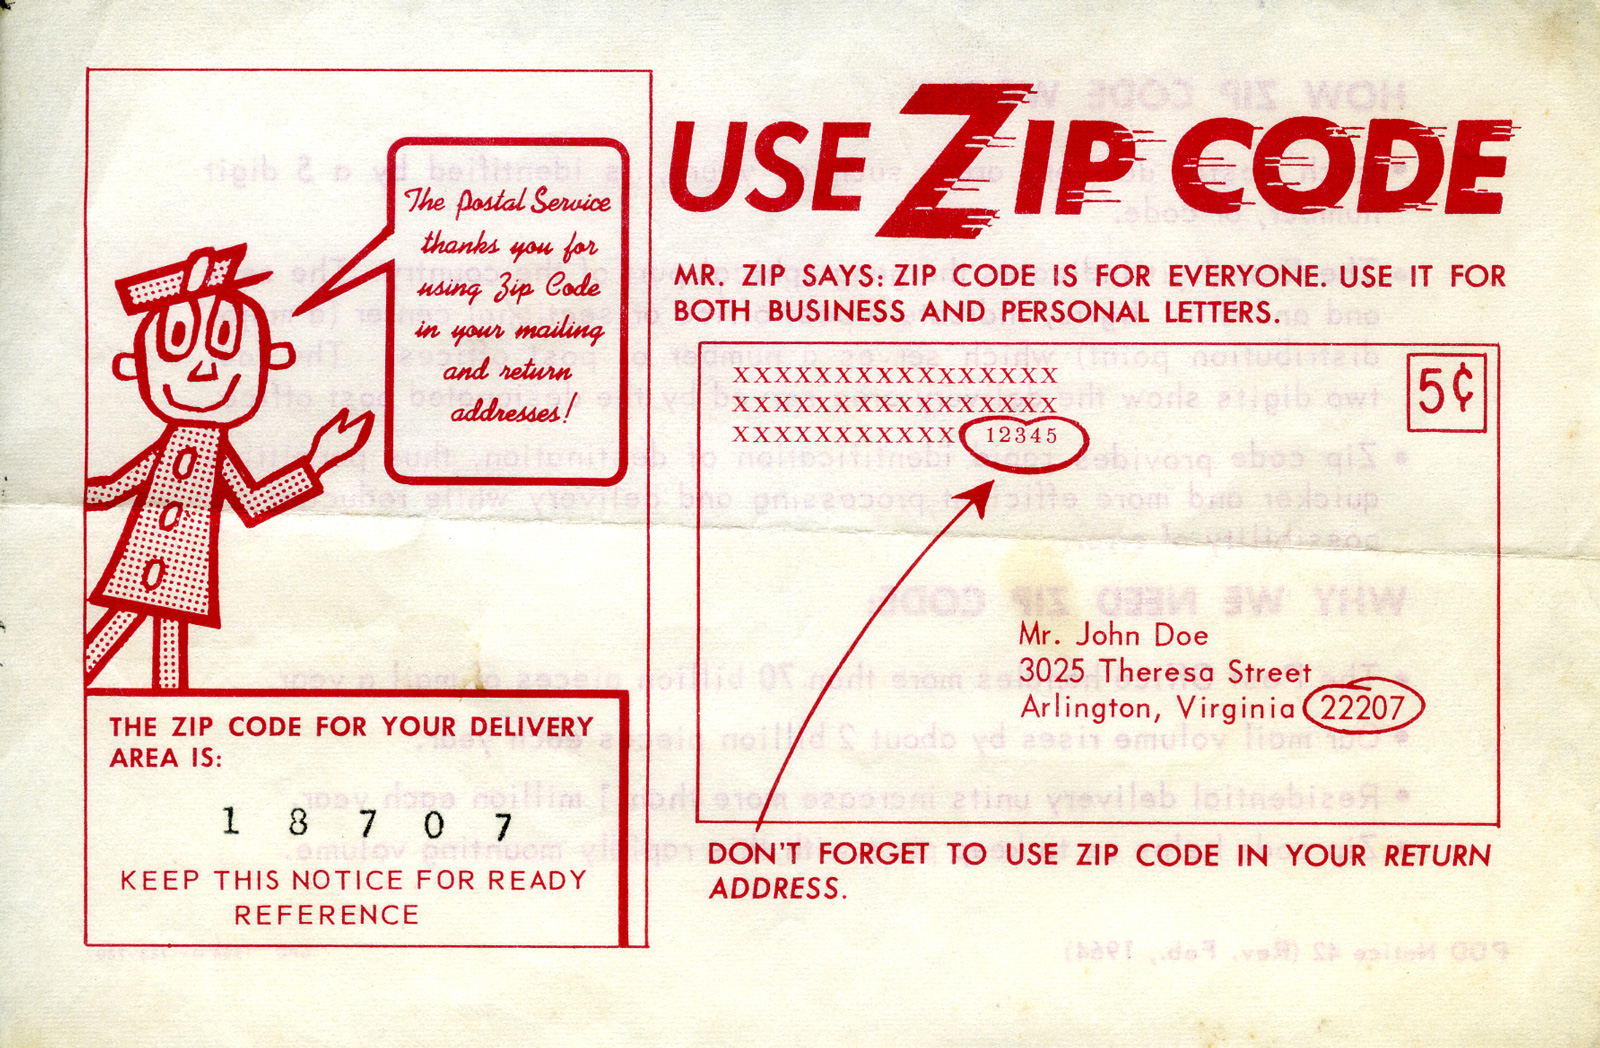 The Postal Service
thanks you for
using Zip Code
in your mailing
and return
addresses!
THE ZIP CODE FOR YOUR DELIVERY
AREA IS:
1 8 7 0 7
KEEP THIS NOTICE FOR READY
REFERENCE
USE ZIP CODE
MR. ZIP SAYS: ZIP CODE IS FOR EVERYONE. USE IT FOR
BOTH BUSINESS AND PERSONAL LETTERS.
XXXXXXXXXXXXXXXX
XXXXXXXXXXXXXXXX
XXXXXXXXXXX 12345
5¢
Mr. John Doe
3025 Theresa Street
Arlington, Virginia 22207
DON'T FORGET TO USE ZIP CODE IN YOUR RETURN
ADDRESS.